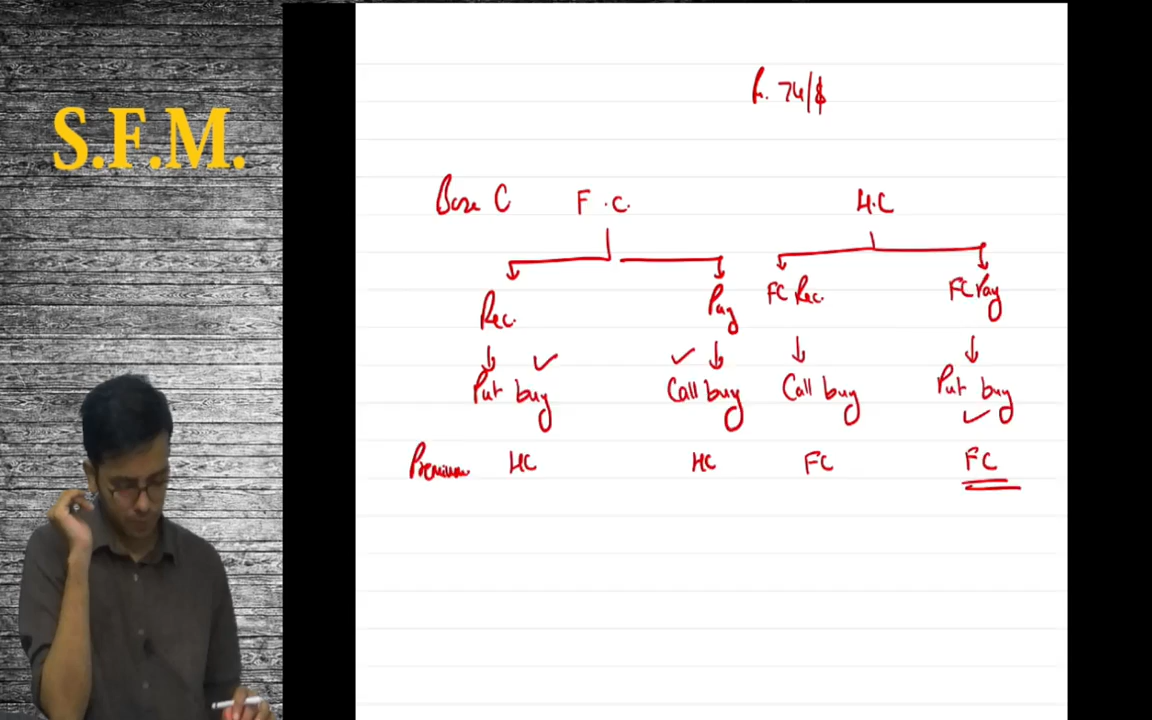 S.F.M.
Rs. 74/$
Base C F.C. H.C
Rec. Pay FC Rec. FC Pay
Put buy Call buy Call buy Put buy
Premium HC HC FC FC